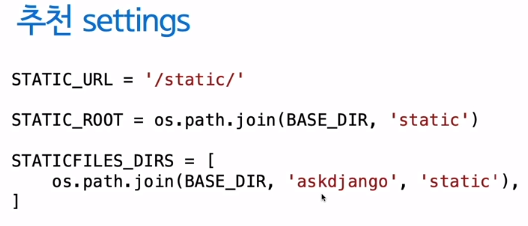 추천 settings
STATIC_URL = '/static/'
STATIC_ROOT = os.path.join(BASE_DIR, 'static')
STATICFILES_DIRS = [
    os.path.join(BASE_DIR, 'askdjango', 'static'),
]